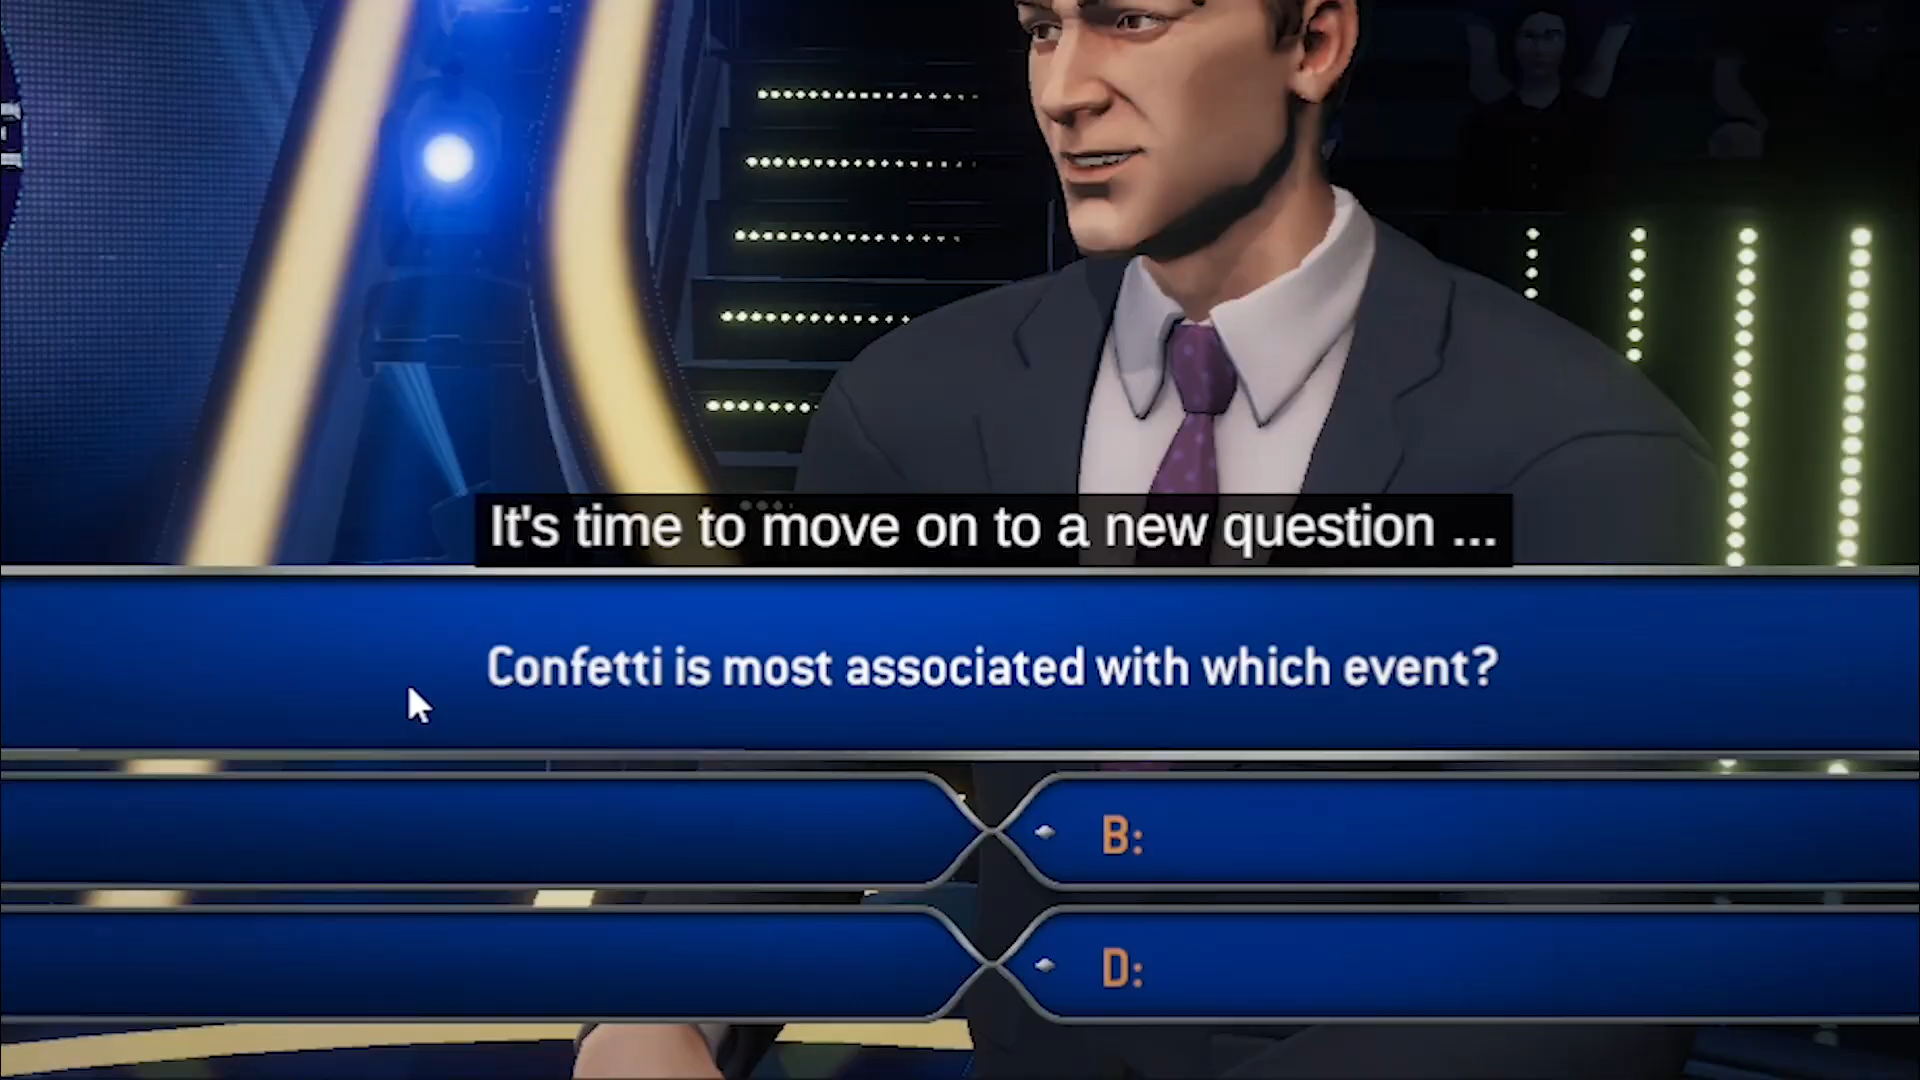 It's time to move on to a new question ...
Confetti is most associated with which event?
B:
D: